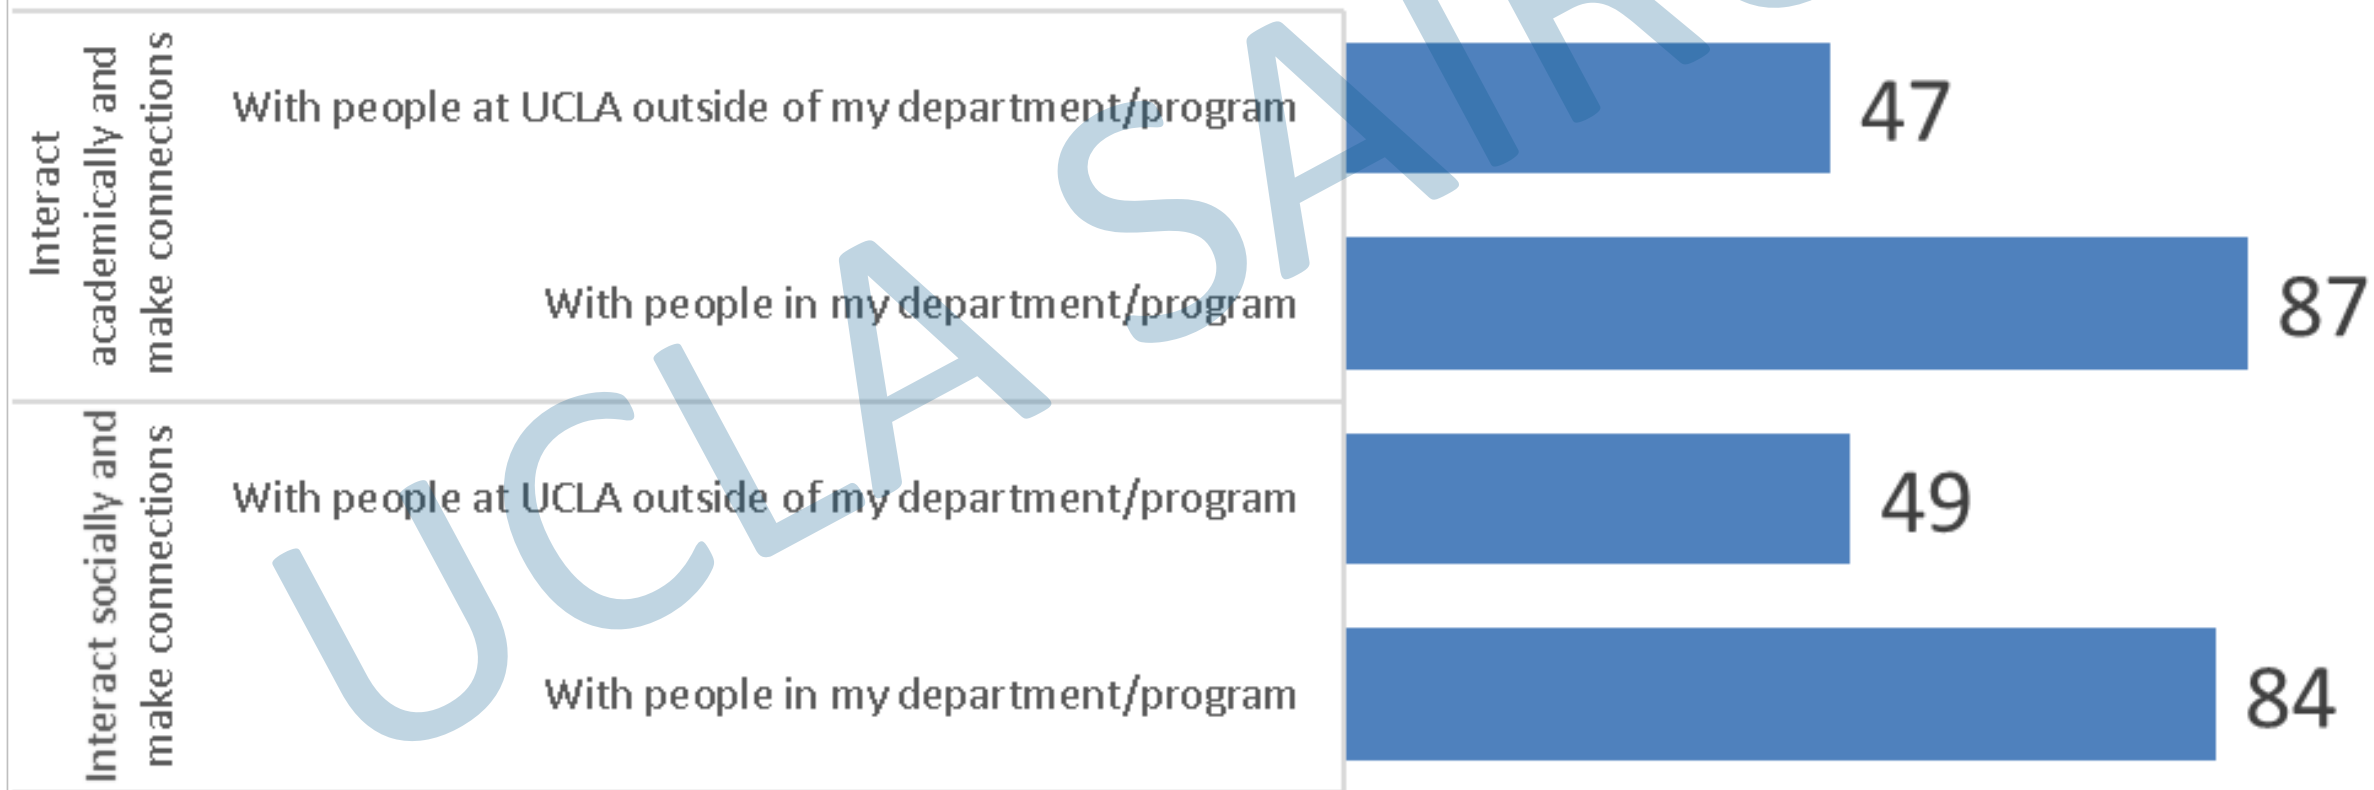 Interact
academically and
make connections
With people at UCLA outside of my department/program
47
With people in my department/program
87
Interact socially and
make connections
With people at UCLA outside of my department/program
49
With people in my department/program
84
UCLA SAIRO